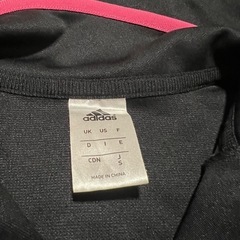 adidas
UK US F
D I E
CDN J
S
MADE IN CHINA